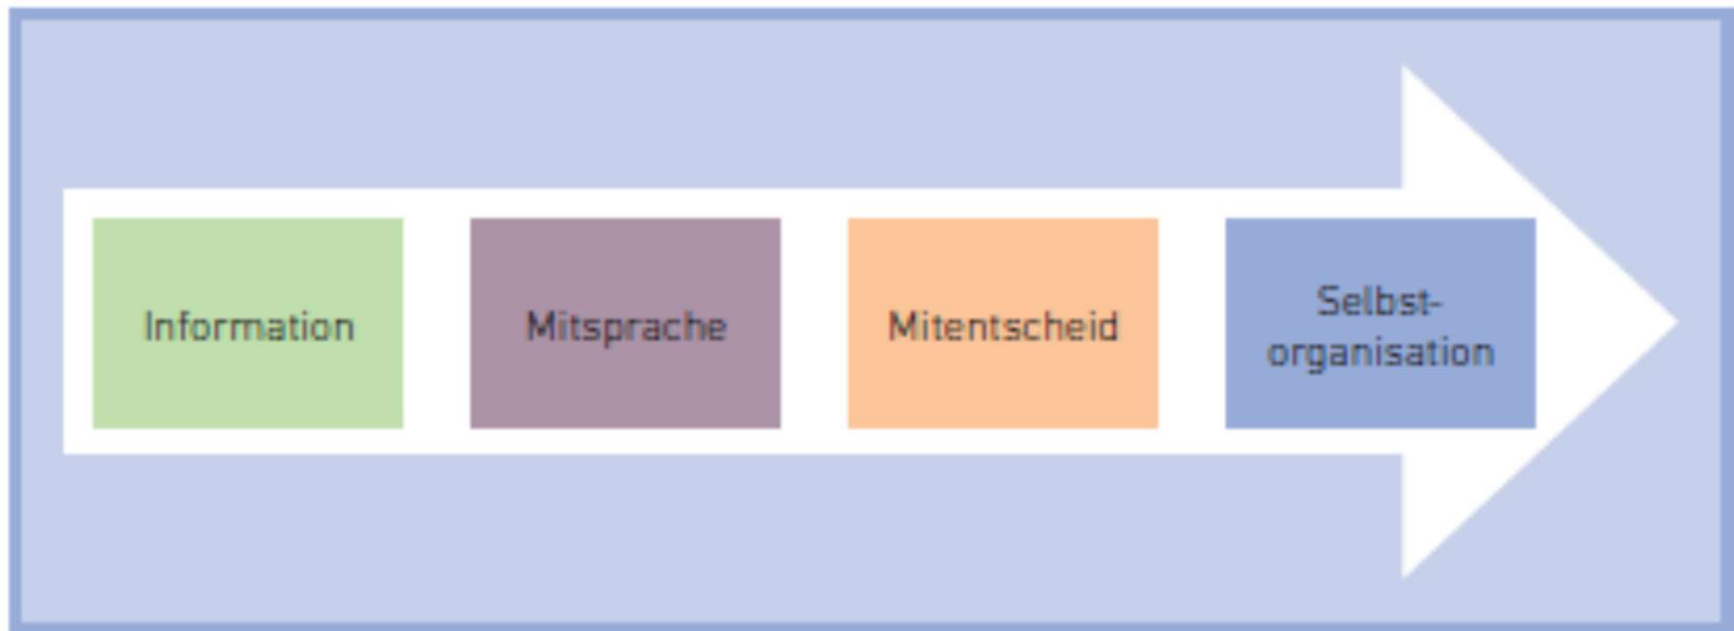 Information
Mitsprache
Mitentscheid
Selbst-
organisation